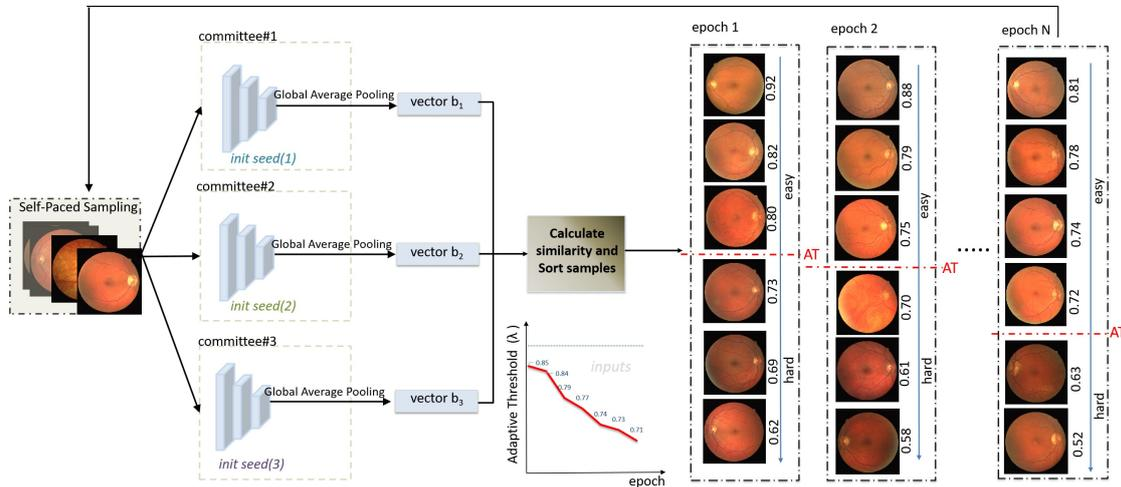 Self-Paced Sampling
committee#1
Global Average Pooling
init seed(1)
vector b1
committee#2
Global Average Pooling
init seed(2)
vector b2
committee#3
Global Average Pooling
init seed(3)
vector b3
Calculate
similarity and
Sort samples
Adaptive Threshold (λ)
inputs
0.85
0.84
0.79
0.77
0.74
0.73
0.71
epoch
epoch 1
0.92
0.82
0.80
0.73
0.69
0.62
easy
hard
AT
epoch 2
0.88
0.79
0.75
0.70
0.61
0.58
easy
hard
AT
......
epoch N
0.81
0.78
0.74
0.72
0.63
0.52
easy
hard
AT